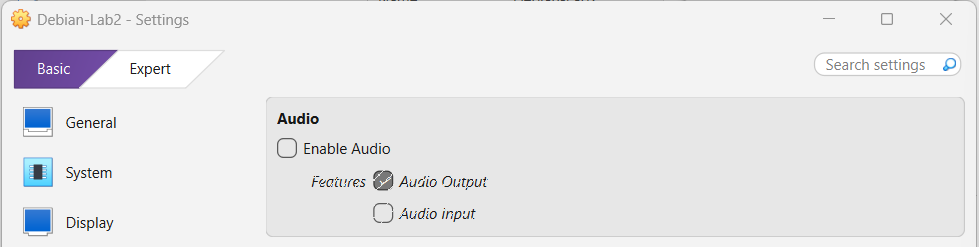 Debian-Lab2 - Settings
Basic Expert
Search settings
General
System
Display
Audio
Enable Audio
Features Audio Output
Audio input